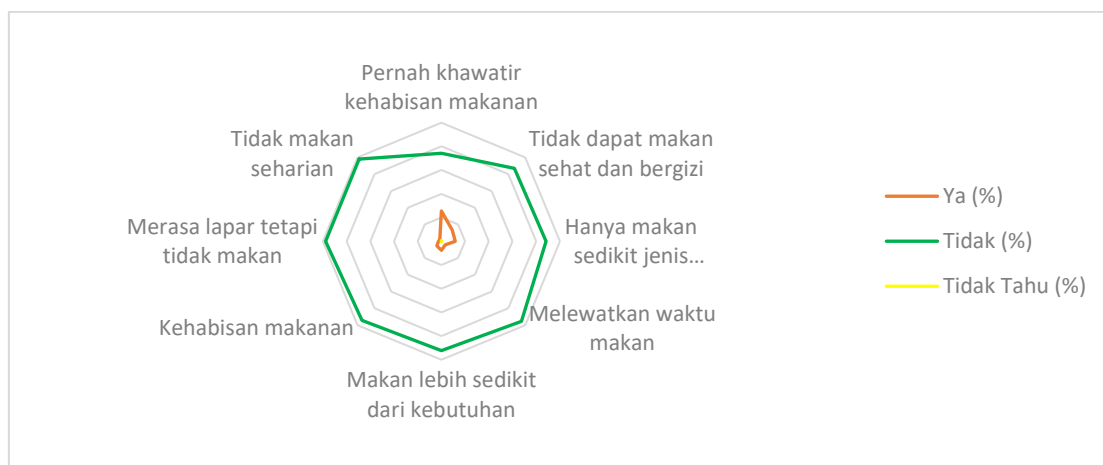 Pernah khawatir
kehabisan makanan
Tidak dapat makan
sehat dan bergizi
Hanya makan
sedikit jenis...
Melewatkan waktu
makan
Makan lebih sedikit
dari kebutuhan
Kehabisan makanan
Merasa lapar tetapi
tidak makan
Tidak makan
seharian
Ya (%)
Tidak (%)
Tidak Tahu (%)